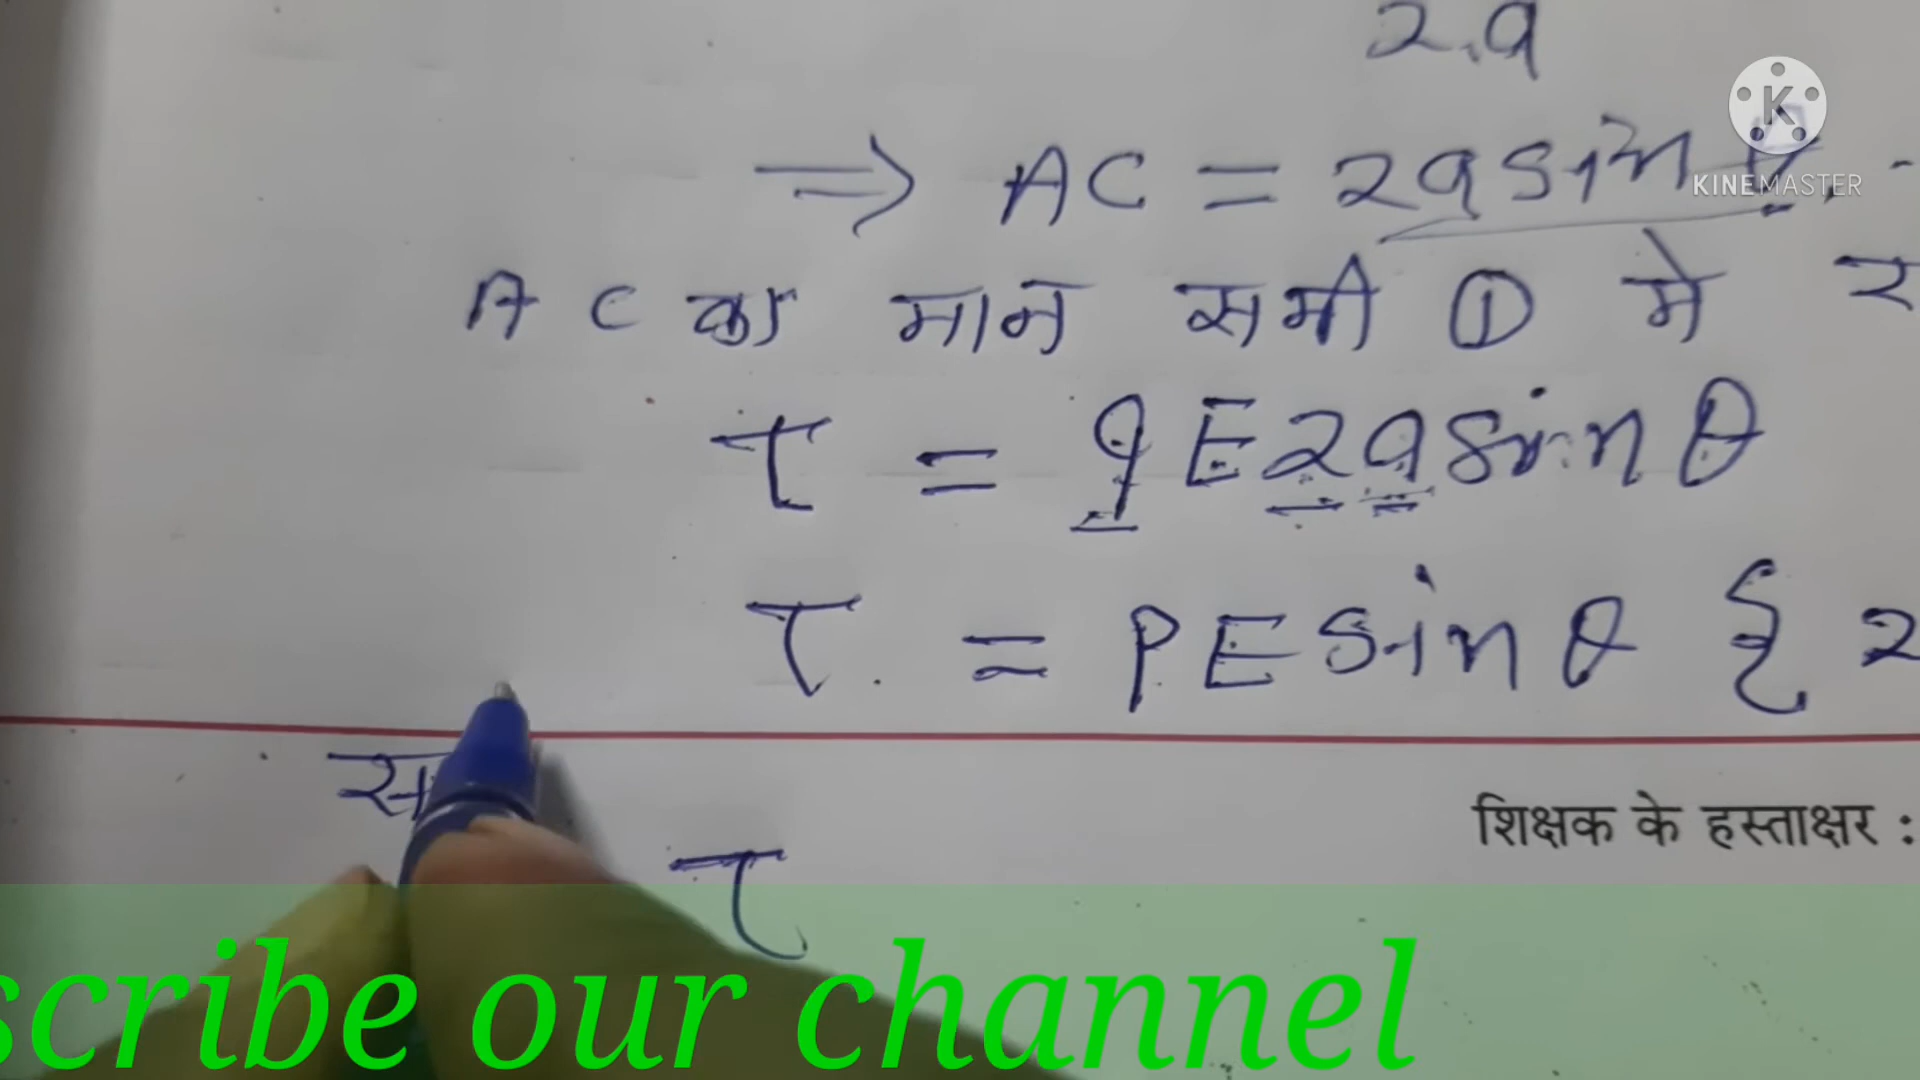 2a
⇒ AC = 2a sin θ
KINEMASTER
AC का मान समी ① मे
τ = qE2a sin θ
τ = PE sin θ { 2
शिक्षक के हस्ताक्षर :
τ
scribe our channel